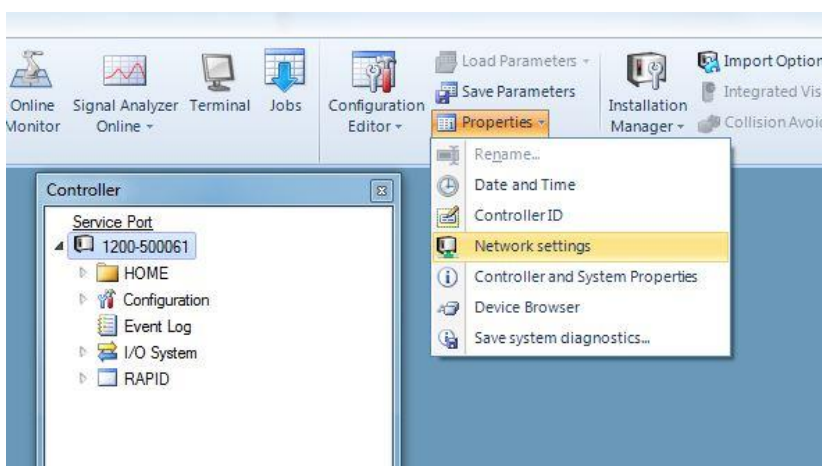 Load Parameters
Save Parameters
Properties
Online
Monitor
Signal Analyzer
Online
Terminal
Jobs
Configuration
Editor
Installation
Manager
Import Option
Integrated Vis
Collision Avoid
Rename...
Date and Time
Controller ID
Network settings
Controller and System Properties
Device Browser
Save system diagnostics...
Controller
Service Port
1200-500061
HOME
Configuration
Event Log
I/O System
RAPID